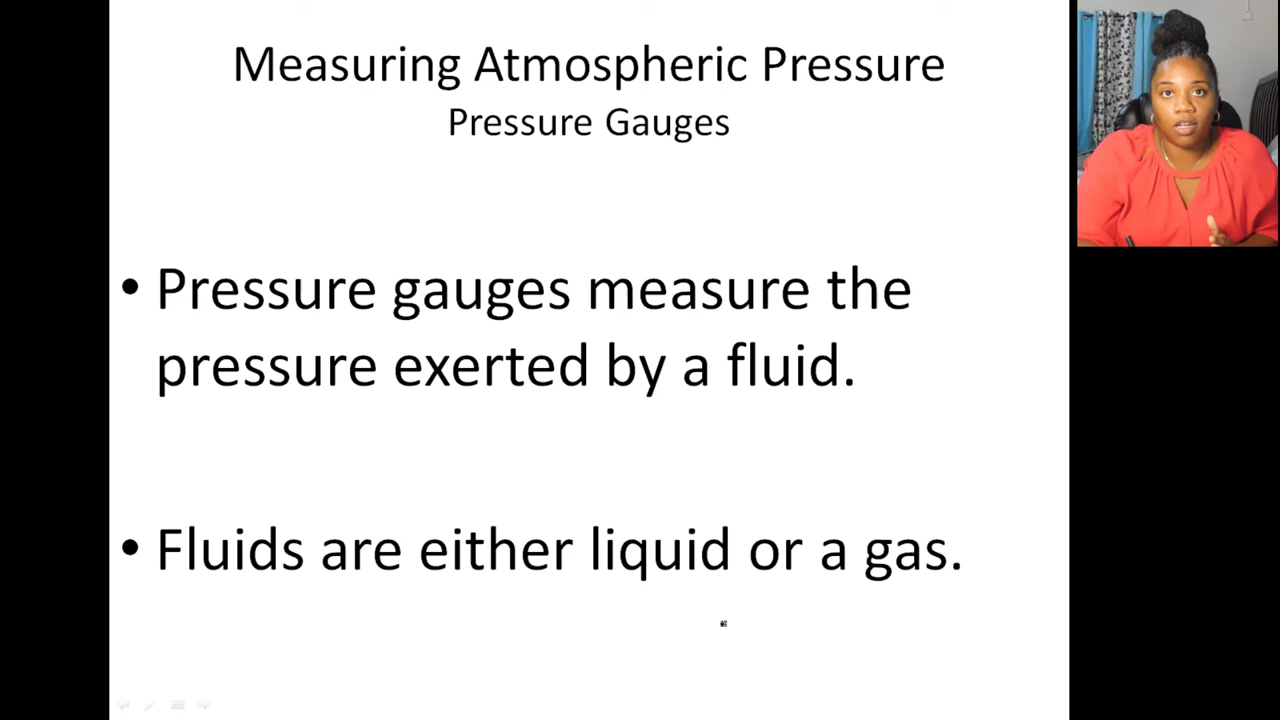 Measuring Atmospheric Pressure
Pressure Gauges
• Pressure gauges measure the
pressure exerted by a fluid.
• Fluids are either liquid or a gas.